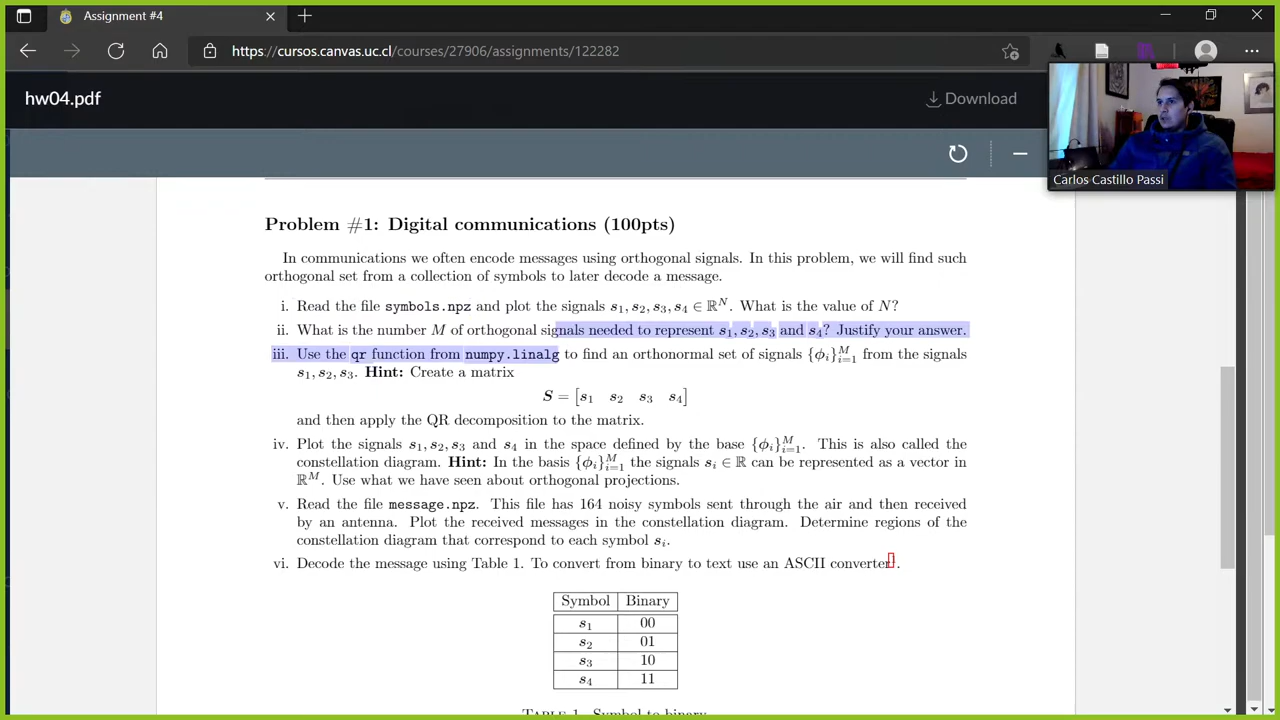 Assignment #4
https://cursos.canvas.uc.cl/courses/27906/assignments/122282
hw04.pdf
Download
Carlos Castillo Passi
Problem #1: Digital communications (100pts)
In communications we often encode messages using orthogonal signals. In this problem, we will find such
orthogonal set from a collection of symbols to later decode a message.
i. Read the file symbols.npz and plot the signals s₁, s₂, s₃, s₄ ∈ ℝᴺ. What is the value of N?
ii. What is the number M of orthogonal signals needed to represent s₁, s₂, s₃ and s₄? Justify your answer.
iii. Use the qr function from numpy.linalg to find an orthonormal set of signals {ϕᵢ}ᴹᵢ₌₁ from the signals
s₁, s₂, s₃. Hint: Create a matrix
S = [s₁ s₂ s₃ s₄]
and then apply the QR decomposition to the matrix.
iv. Plot the signals s₁, s₂, s₃ and s₄ in the space defined by the base {ϕᵢ}ᴹᵢ₌₁. This is also called the
constellation diagram. Hint: In the basis {ϕᵢ}ᴹᵢ₌₁ the signals sᵢ ∈ ℝ can be represented as a vector in
ℝᴹ. Use what we have seen about orthogonal projections.
v. Read the file message.npz. This file has 164 noisy symbols sent through the air and then received
by an antenna. Plot the received messages in the constellation diagram. Determine regions of the
constellation diagram that correspond to each symbol sᵢ.
vi. Decode the message using Table 1. To convert from binary to text use an ASCII converter¹.
Symbol Binary
s₁ 00
s₂ 01
s₃ 10
s₄ 11
Table 1. Symbol to binary